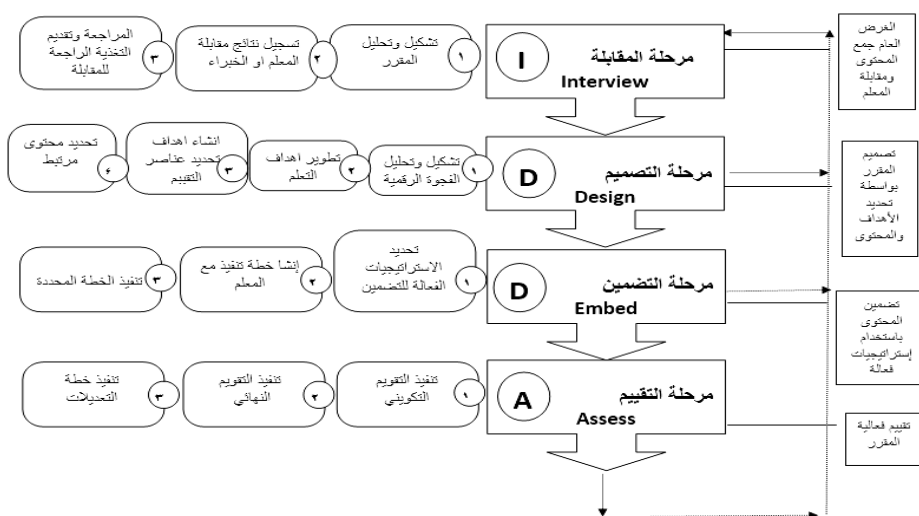 الغرض
العام جمع
المحتوى
ومقابلة
المعلم
مرحلة المقابلة
I
Interview
١
تشكيل وتحليل
المقرر
٢
تسجيل نتائج مقابلة
المعلم او الخبراء
٣
المراجعة وتقديم
التغذية الراجعة
للمقابلة
تصميم
المقرر
بواسطة
تحديد
الأهداف
والمحتوى
مرحلة التصميم
D
Design
١
تشكيل وتحليل
الفجوة الرقمية
٢
تطوير اهداف
التعلم
٣
انشاء اهداف
تحديد عناصر
التقييم
٤
تحديد محتوى
مرتبط
تضمين
المحتوى
باستخدام
إستراتيجيات
فعالة
مرحلة التضمين
D
Embed
١
تحديد
الاستراتيجيات
الفعالة للتضمين
٢
إنشا خطة تنفيذ مع
المعلم
٣
تنفيذ الخطة المحددة
تقييم فعالية
المقرر
مرحلة التقييم
A
Assess
١
تنفيذ التقويم
التكويني
٢
تنفيذ التقويم
النهائي
٣
تنفيذ خطة
التعديلات